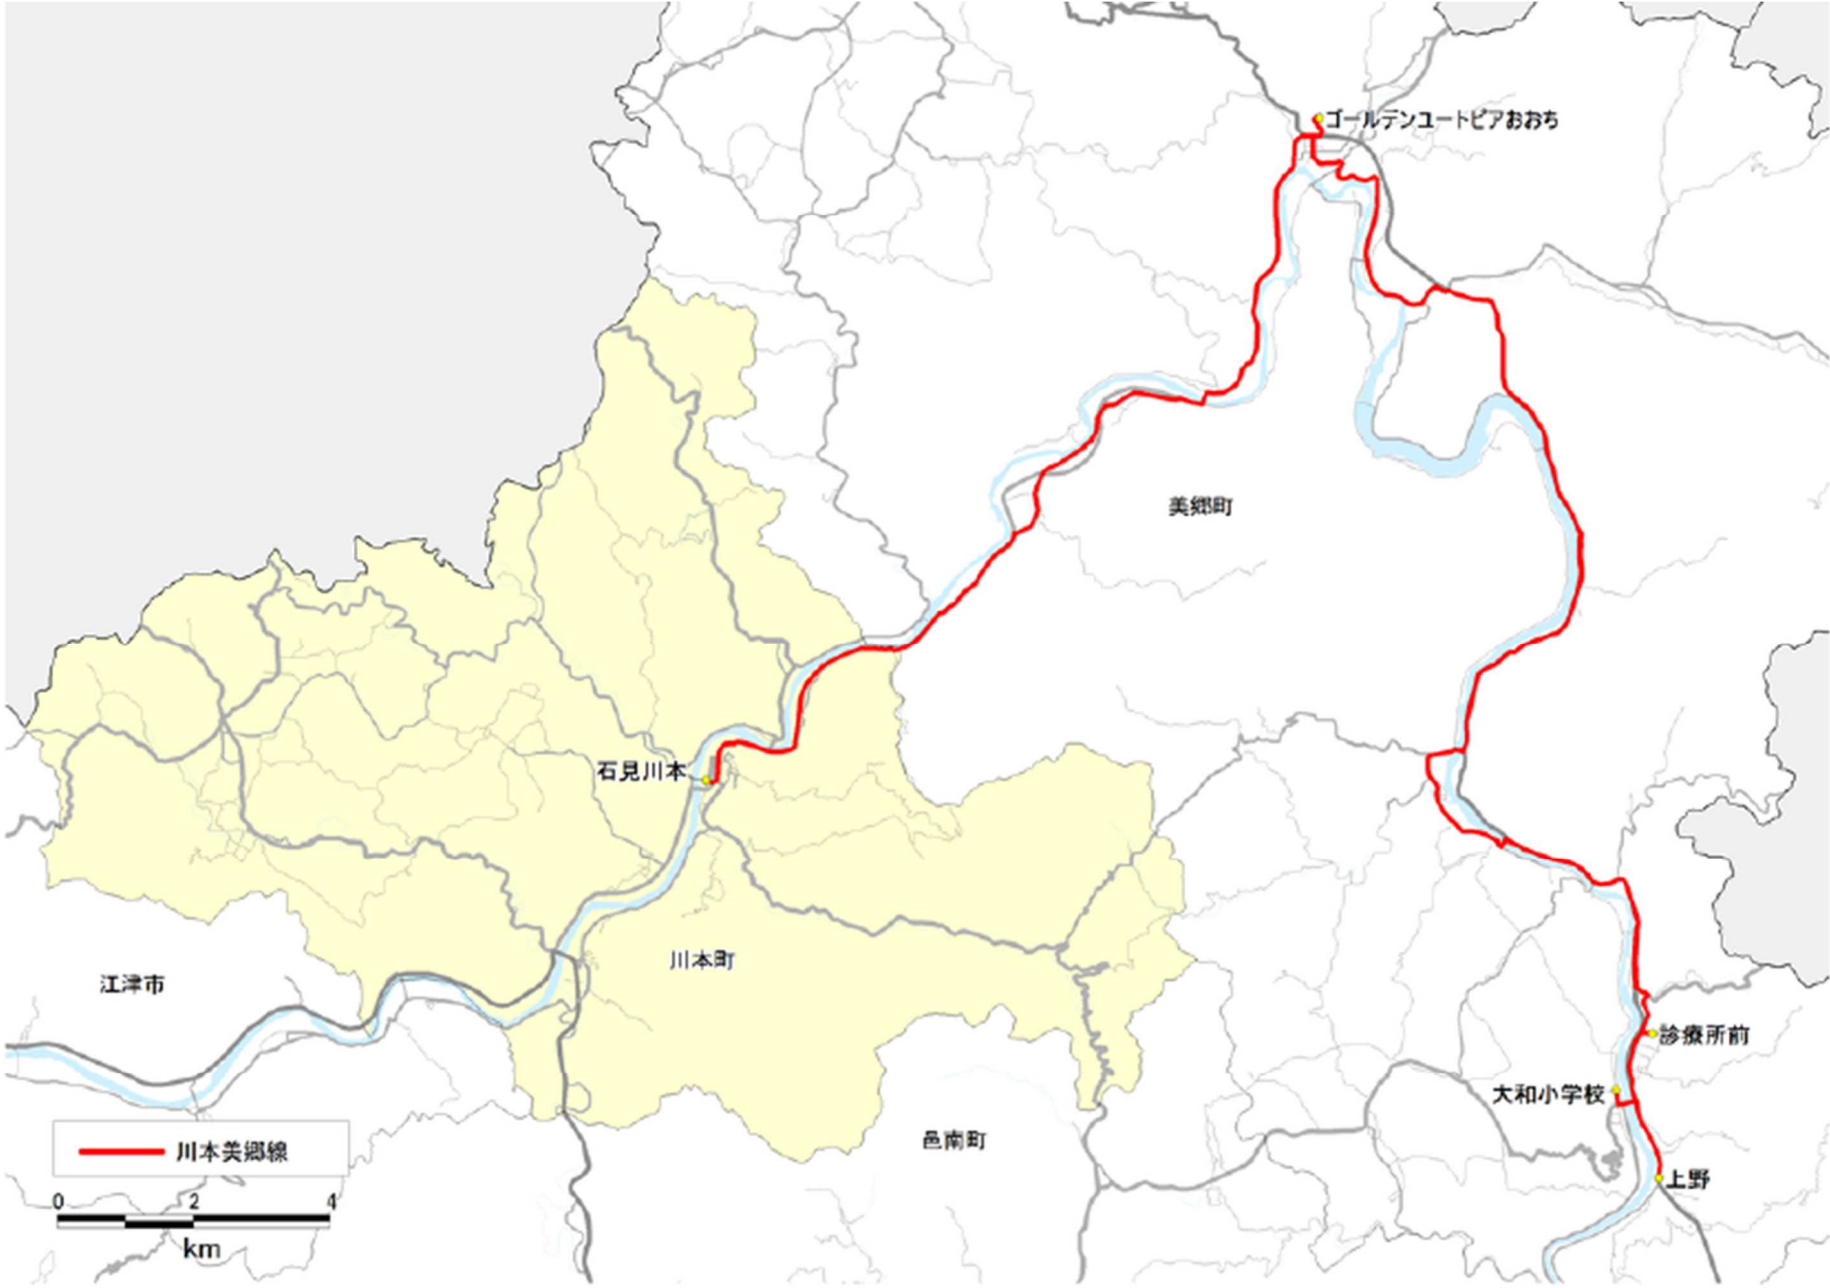 ゴールデンユートピアおおち
美郷町
石見川本
川本町
江津市
診療所前
大和小学校
邑南町
川本美郷線
上野
0 2 4
km